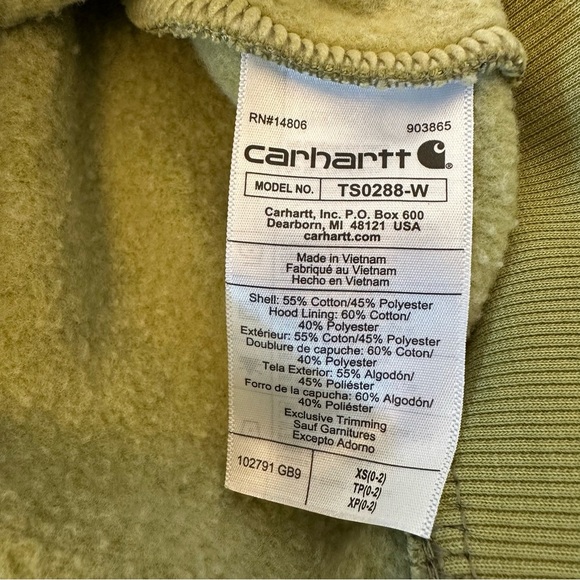 RN#14806 903865
carhartt
MODEL NO. TS0288-W
Carhartt, Inc. P.O. Box 600
Dearborn, MI 48121 USA
carhartt.com
Made in Vietnam
Fabriqué au Vietnam
Hecho en Vietnam
Shell: 55% Cotton/45% Polyester
Hood Lining: 60% Cotton/
40% Polyester
Extérieur: 55% Coton/45% Polyester
Doublure de capuche: 60% Coton/
40% Polyester
Tela Exterior: 55% Algodón/
45% Poliéster
Forro de la capucha: 60% Algodón/
40% Poliéster
Exclusive Trimming
Sauf Garnitures
Excepto Adorno
102791 GB9 XS(0-2)
TP(0-2)
XP(0-2)